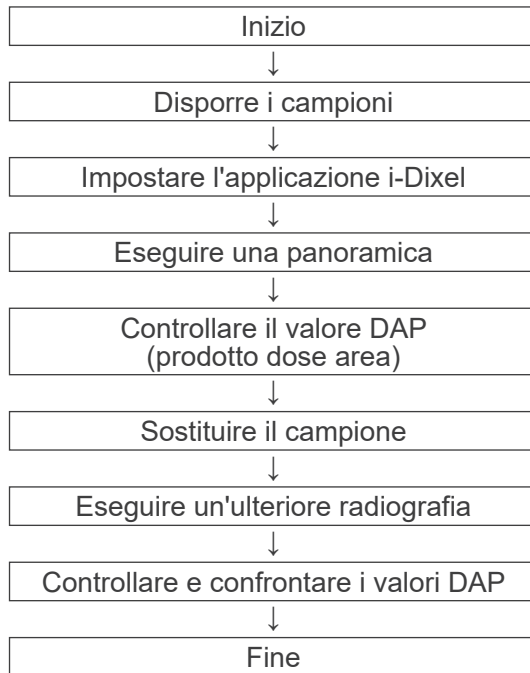 Inizio
↓
Disporre i campioni
↓
Impostare l'applicazione i-Dixel
↓
Eseguire una panoramica
↓
Controllare il valore DAP
(prodotto dose area)
↓
Sostituire il campione
↓
Eseguire un'ulteriore radiografia
↓
Controllare e confrontare i valori DAP
↓
Fine